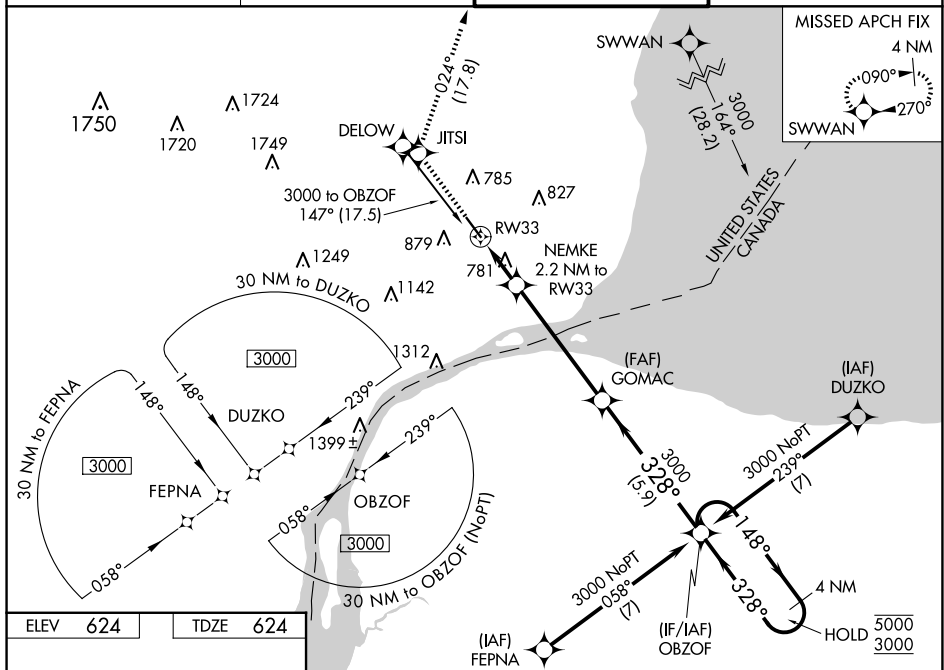 MISSED APCH FIX
4 NM
090°
270°
SWWAN
SWWAN
3000
164°
(28.2)
024°
(17.8)
1750
1724
1720
1749
DELOW
JITSI
785
827
3000 to OBZOF
147° (17.5)
RW33
879
781
NEMKE
2.2 NM to
RW33
UNITED STATES
CANADA
1249
1142
30 NM to DUZKO
3000
148°
239°
DUZKO
1312
(FAF)
GOMAC
(IAF)
DUZKO
30 NM to FEPNA
148°
3000
FEPNA
058°
1399 ±
239°
058°
OBZOF
3000
30 NM to OBZOF (NoPT)
3000
328°
(5.9)
3000 NoPT
239°
(7)
148°
328°
4 NM
HOLD
5000
3000
3000 NoPT
058°
(7)
(IF/IAF)
OBZOF
(IAF)
FEPNA
ELEV 624
TDZE 624